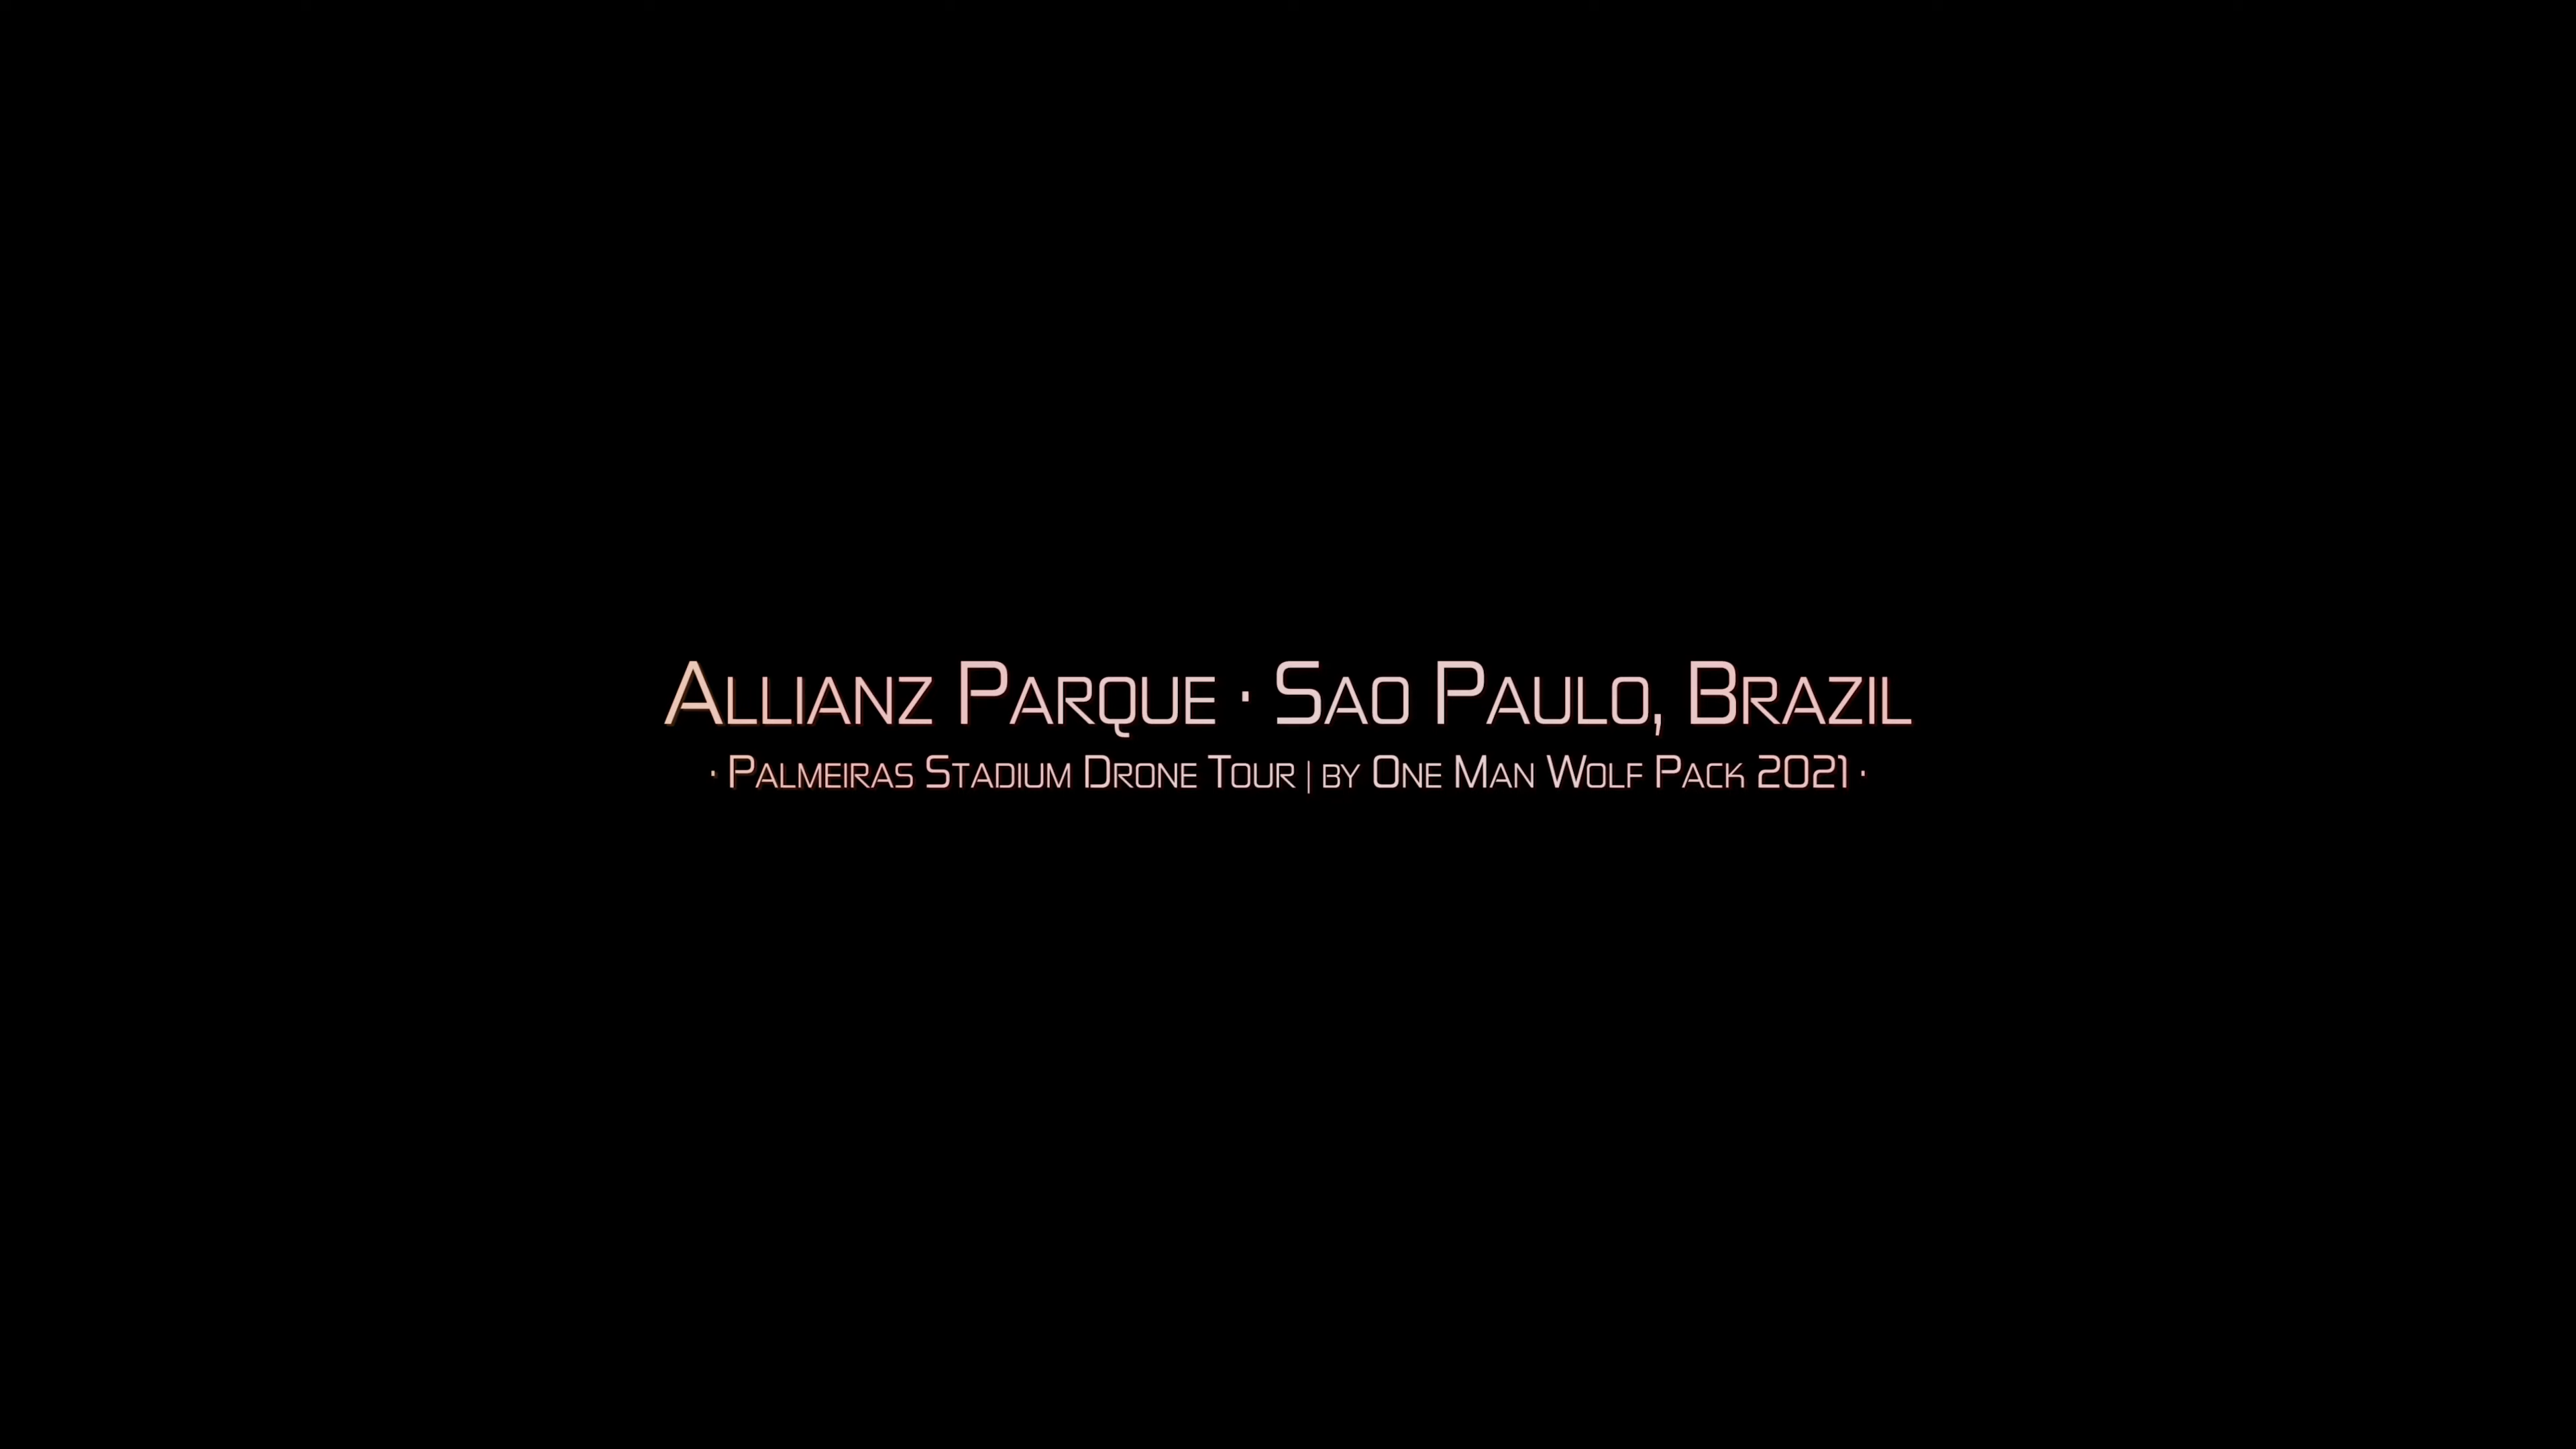 Allianz Parque · Sao Paulo, Brazil
· Palmeiras Stadium Drone Tour | by One Man Wolf Pack 2021 ·